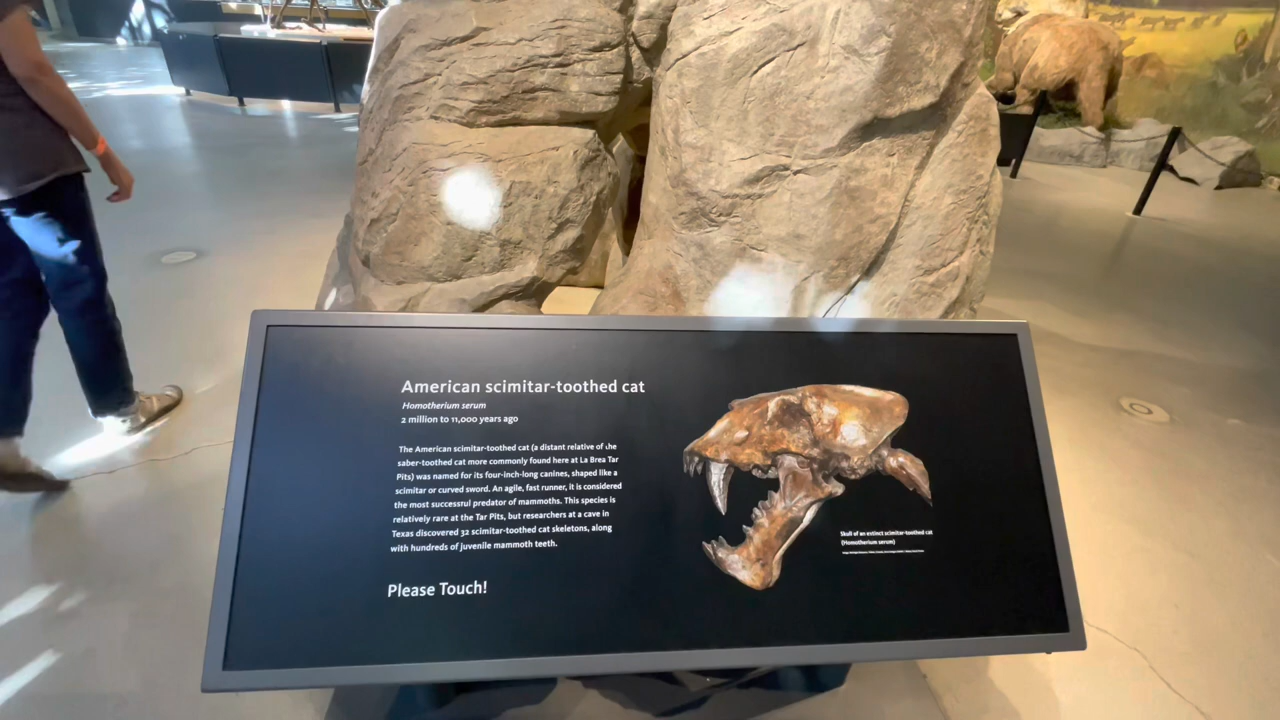 American scimitar-toothed cat
Homotherium serum
2 million to 11,000 years ago
The American scimitar-toothed cat (a distant relative of the
saber-toothed cat more commonly found here at La Brea Tar
Pits) was named for its four-inch-long canines, shaped like a
scimitar or curved sword. An agile, fast runner, it is considered
the most successful predator of mammoths. This species is
relatively rare at the Tar Pits, but researchers at a cave in
Texas discovered 32 scimitar-toothed cat skeletons, along
with hundreds of juvenile mammoth teeth.
Please Touch!
Skull of an extinct scimitar-toothed cat
(Homotherium serum)